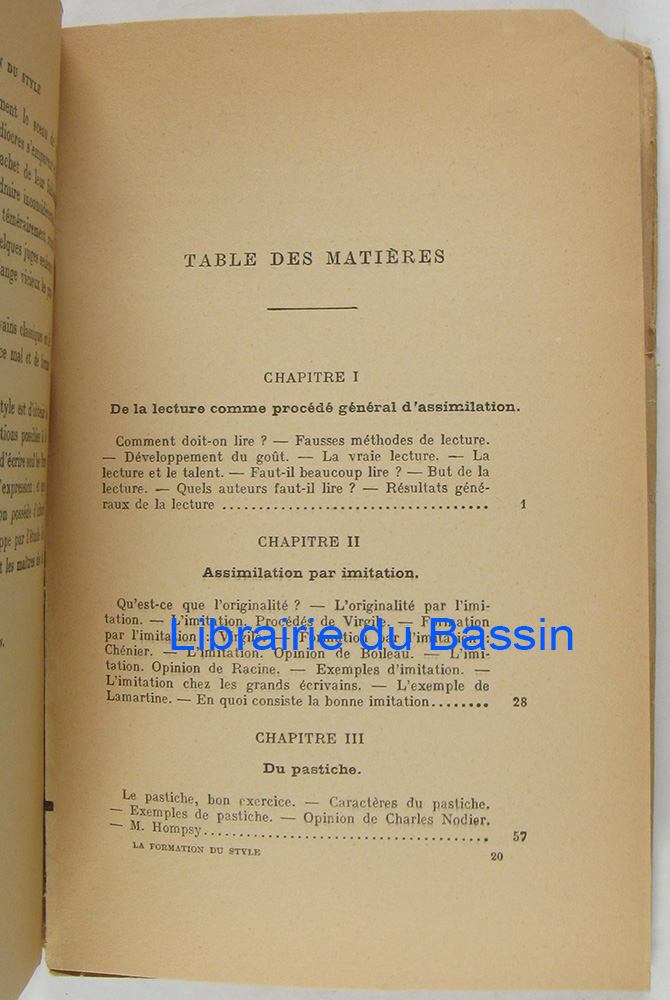 N DU STYLE
TABLE DES MATIÈRES
CHAPITRE I
De la lecture comme procédé général d'assimilation.
Comment doit-on lire ? — Fausses méthodes de lecture.
— Développement du goût. — La vraie lecture. — La
lecture et le talent. — Faut-il beaucoup lire ? — But de la
lecture. — Quels auteurs faut-il lire ? — Résultats géné-
raux de la lecture .................................... 1
CHAPITRE II
Assimilation par imitation.
Qu'est-ce que l'originalité ? — L'originalité par l'imi-
tation. — L'imitation. Procédés de Virgile. — Formation
par l'imitation : Virgile. — Formation par l'imitation :
Librairie du Bassin
Chénier. — L'imitation. Opinion de Boileau. — L'imi-
tation. Opinion de Racine. — Exemples d'imitation. —
L'imitation chez les grands écrivains. — L'exemple de
Lamartine. — En quoi consiste la bonne imitation........ 28
CHAPITRE III
Du pastiche.
Le pastiche, bon exercice. — Caractères du pastiche.
— Exemples de pastiche. — Opinion de Charles Nodier.
— M. Hompsy....................................... 57
LA FORMATION DU STYLE 20